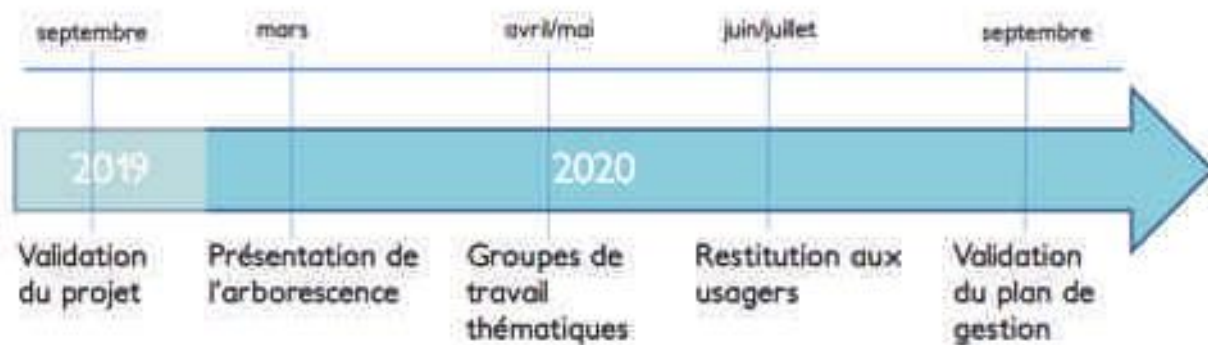 septembre mars avril/mai juin/juillet septembre
2019 2020
Validation du projet
Présentation de l'arborescence
Groupes de travail thématiques
Restitution aux usagers
Validation du plan de gestion